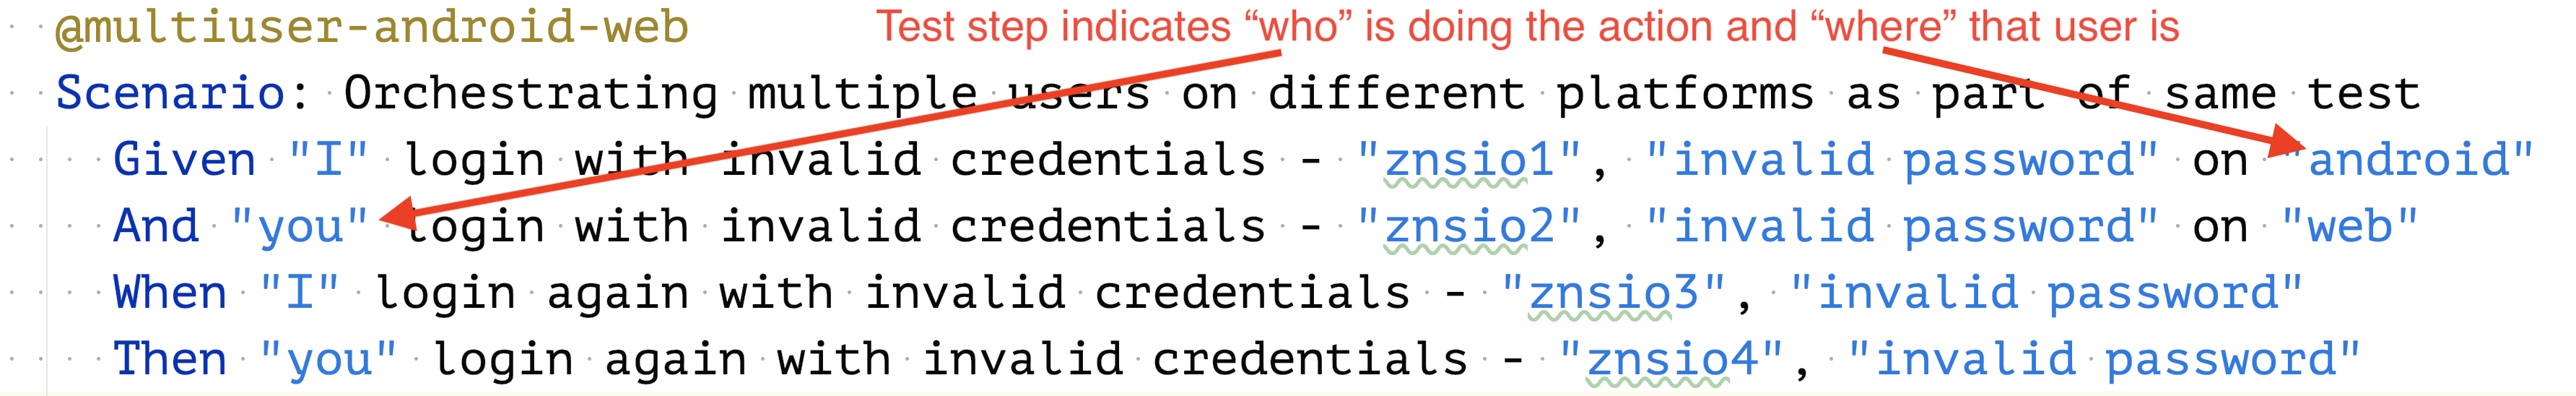 @multiuser-android-web
Test step indicates “who” is doing the action and “where” that user is
Scenario: Orchestrating multiple users on different platforms as part of same test
Given "I" login with invalid credentials - "znsio1", "invalid password" on "android"
And "you" login with invalid credentials - "znsio2", "invalid password" on "web"
When "I" login again with invalid credentials - "znsio3", "invalid password"
Then "you" login again with invalid credentials - "znsio4", "invalid password"